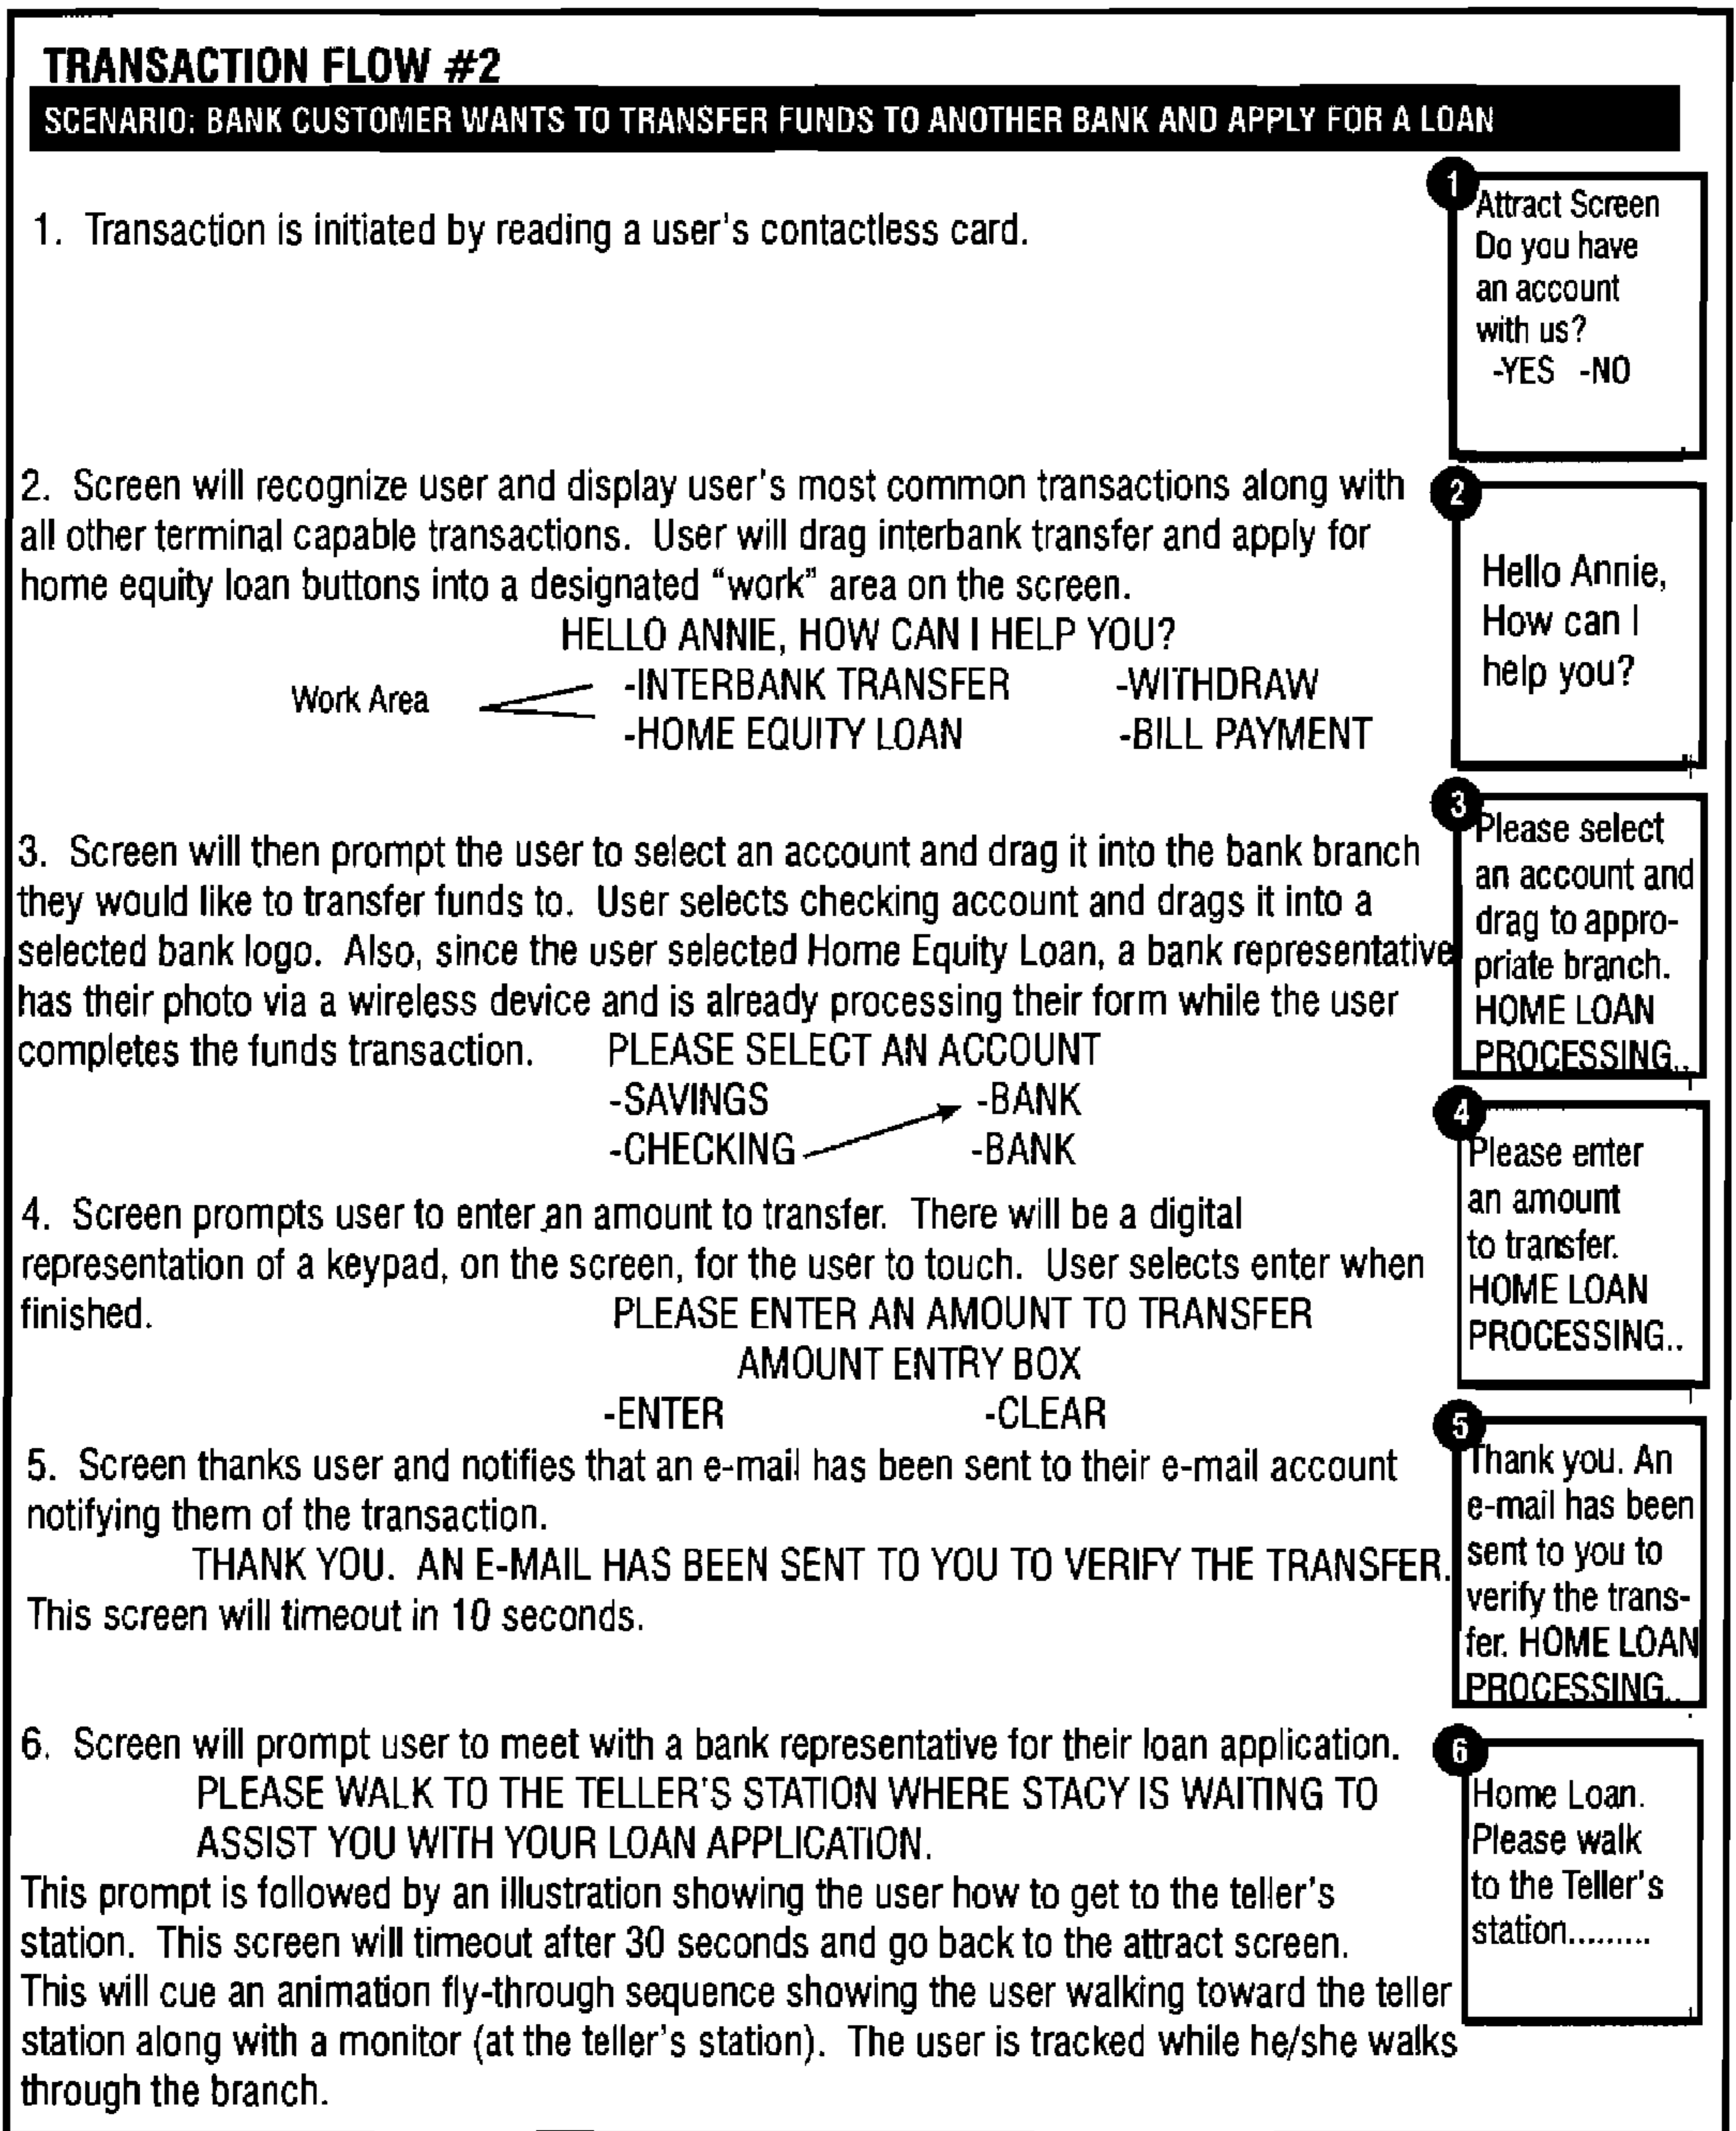 TRANSACTION FLOW #2
SCENARIO: BANK CUSTOMER WANTS TO TRANSFER FUNDS TO ANOTHER BANK AND APPLY FOR A LOAN
1. Transaction is initiated by reading a user's contactless card.
1
Attract Screen
Do you have
an account
with us?
-YES -NO
2. Screen will recognize user and display user's most common transactions along with
all other terminal capable transactions. User will drag interbank transfer and apply for
home equity loan buttons into a designated "work" area on the screen.
HELLO ANNIE, HOW CAN I HELP YOU?
Work Area
-INTERBANK TRANSFER -WITHDRAW
-HOME EQUITY LOAN -BILL PAYMENT
2
Hello Annie,
How can I
help you?
3. Screen will then prompt the user to select an account and drag it into the bank branch
they would like to transfer funds to. User selects checking account and drags it into a
selected bank logo. Also, since the user selected Home Equity Loan, a bank representative
has their photo via a wireless device and is already processing their form while the user
completes the funds transaction. PLEASE SELECT AN ACCOUNT
-SAVINGS -BANK
-CHECKING -BANK
3
Please select
an account and
drag to appro-
priate branch.
HOME LOAN
PROCESSING..
4. Screen prompts user to enter an amount to transfer. There will be a digital
representation of a keypad, on the screen, for the user to touch. User selects enter when
finished. PLEASE ENTER AN AMOUNT TO TRANSFER
AMOUNT ENTRY BOX
-ENTER -CLEAR
4
Please enter
an amount
to transfer.
HOME LOAN
PROCESSING..
5. Screen thanks user and notifies that an e-mail has been sent to their e-mail account
notifying them of the transaction.
THANK YOU. AN E-MAIL HAS BEEN SENT TO YOU TO VERIFY THE TRANSFER.
This screen will timeout in 10 seconds.
5
Thank you. An
e-mail has been
sent to you to
verify the trans-
fer. HOME LOAN
PROCESSING..
6. Screen will prompt user to meet with a bank representative for their loan application.
PLEASE WALK TO THE TELLER'S STATION WHERE STACY IS WAITING TO
ASSIST YOU WITH YOUR LOAN APPLICATION.
This prompt is followed by an illustration showing the user how to get to the teller's
station. This screen will timeout after 30 seconds and go back to the attract screen.
This will cue an animation fly-through sequence showing the user walking toward the teller
station along with a monitor (at the teller's station). The user is tracked while he/she walks
through the branch.
6
Home Loan.
Please walk
to the Teller's
station.........